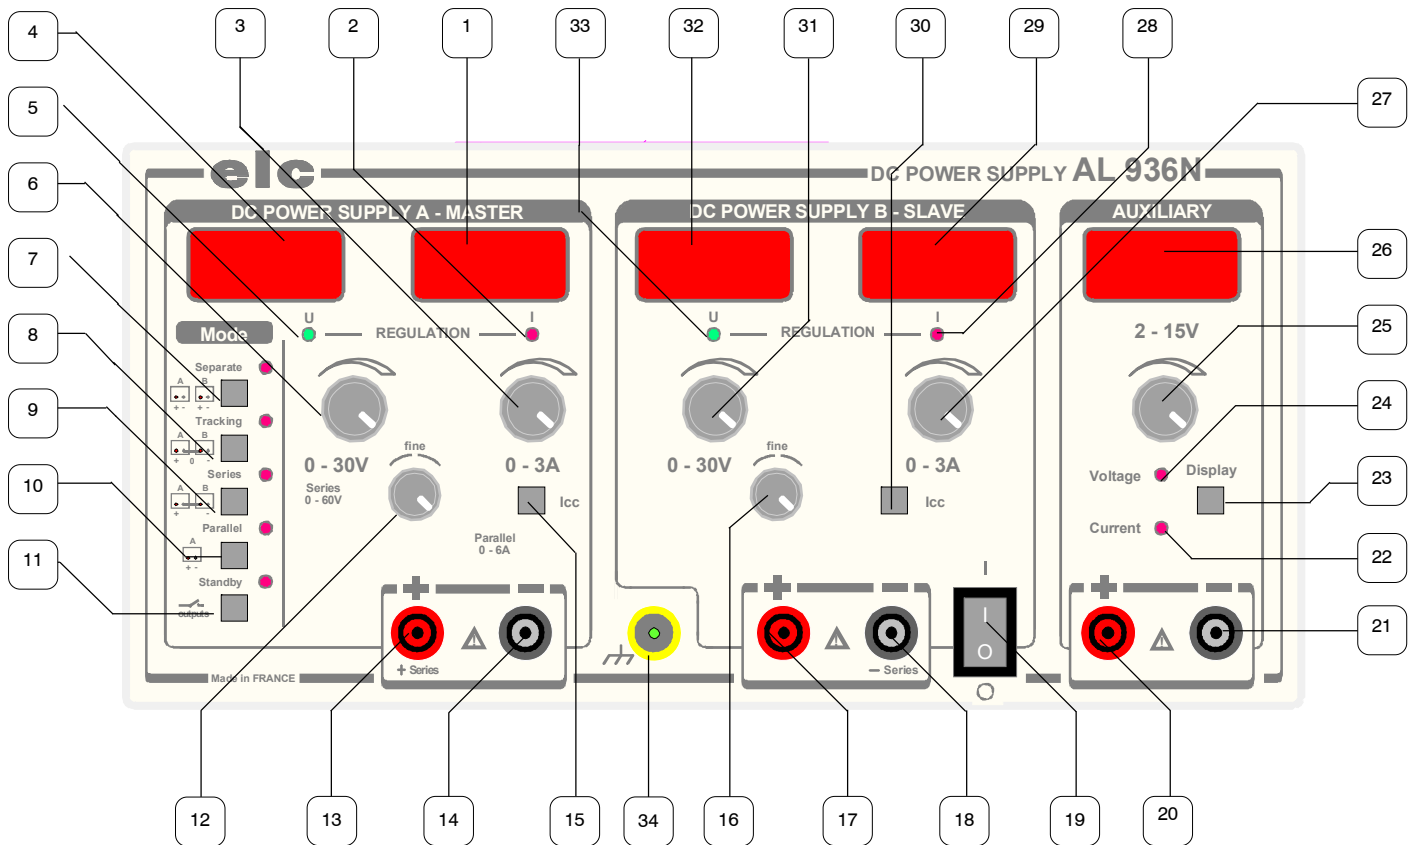 4
3
2
1
33
32
31
30
29
28
5
27
6
7
26
8
25
9
24
10
23
11
22
21
elc
DC POWER SUPPLY AL 936N
DC POWER SUPPLY A - MASTER
DC POWER SUPPLY B - SLAVE
AUXILIARY
Mode
U
REGULATION
I
U
REGULATION
I
2 - 15V
Separate
A B
+ - + -
Tracking
A B
+ 0 -
Series
A B
+ -
Parallel
A
+ -
Standby
outputs
0 - 30V
Series
0 - 60V
fine
0 - 3A
Icc
Parallel
0 - 6A
0 - 30V
fine
0 - 3A
Icc
Voltage
Display
Current
I
I
O
O
+ −
+ Series
+ −
− Series
+ −
Made in FRANCE
12
13
14
15
34
16
17
18
19
20